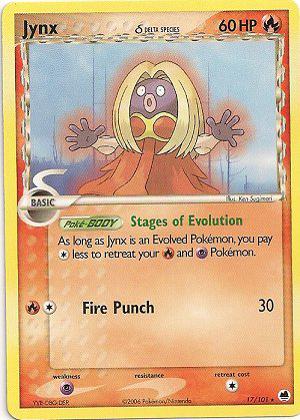 Jynx δ DELTA SPECIES 60 HP
Illus. Ken Sugimori
BASIC
Poké-BODY Stages of Evolution
As long as Jynx is an Evolved Pokémon, you pay
less to retreat your and Pokémon.
Fire Punch 30
weakness resistance retreat cost
©2006 Pokémon/Nintendo 17/101 ★